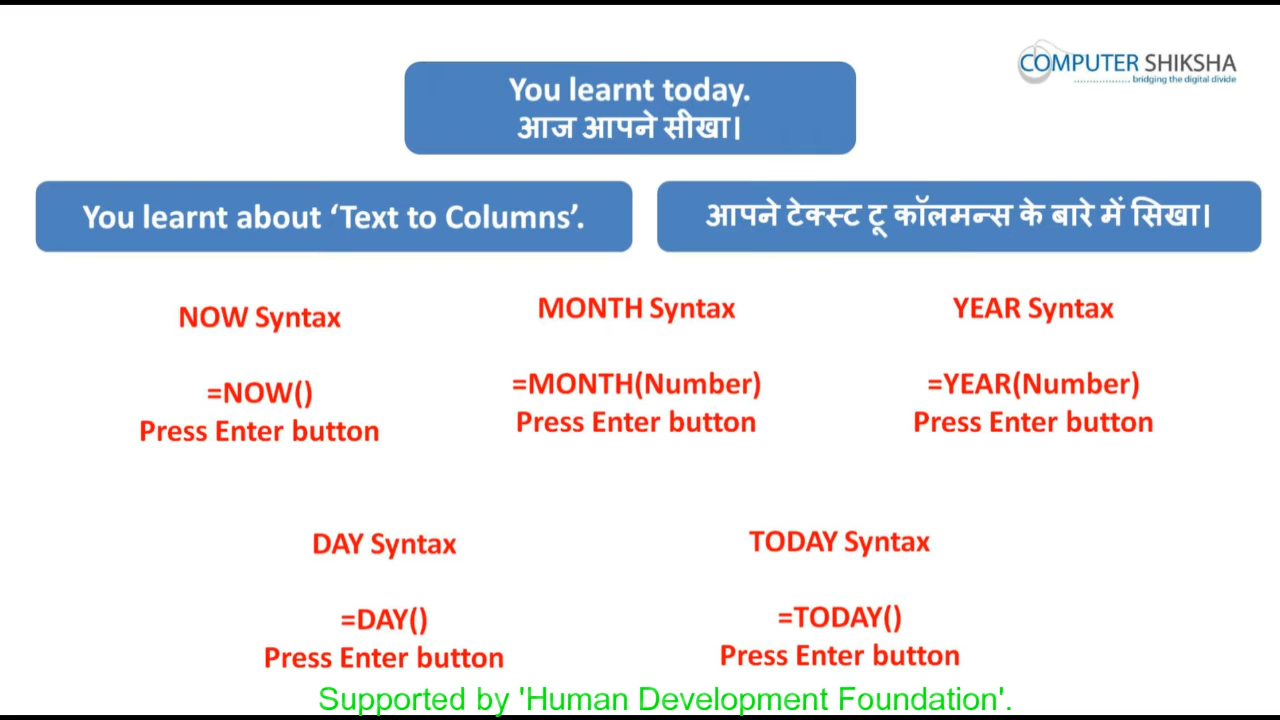 COMPUTER SHIKSHA
bridging the digital divide
You learnt today.
आज आपने सीखा।
You learnt about ‘Text to Columns’.
आपने टेक्स्ट टू कॉलमन्स के बारे में सिखा।
NOW Syntax
=NOW()
Press Enter button
MONTH Syntax
=MONTH(Number)
Press Enter button
YEAR Syntax
=YEAR(Number)
Press Enter button
DAY Syntax
=DAY()
Press Enter button
TODAY Syntax
=TODAY()
Press Enter button
Supported by 'Human Development Foundation'.